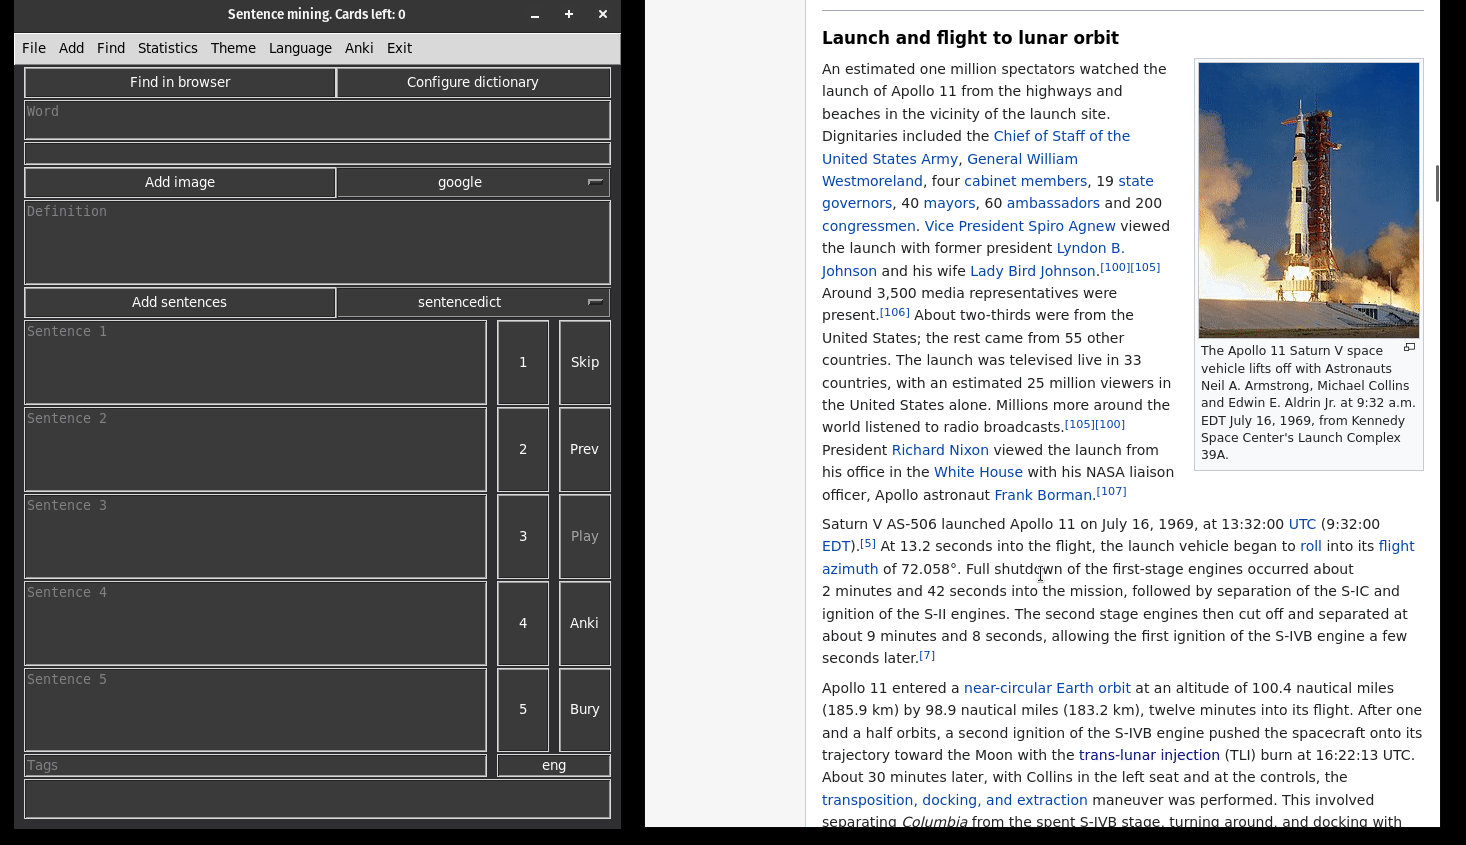 Sentence mining. Cards left: 0
File Add Find Statistics Theme Language Anki Exit
Find in browser Configure dictionary
Word
Add image google
Definition
Add sentences sentencedict
Sentence 1 1 Skip
Sentence 2 2 Prev
Sentence 3 3 Play
Sentence 4 4 Anki
Sentence 5 5 Bury
Tags eng
Launch and flight to lunar orbit
An estimated one million spectators watched the
launch of Apollo 11 from the highways and
beaches in the vicinity of the launch site.
Dignitaries included the Chief of Staff of the
United States Army, General William
Westmoreland, four cabinet members, 19 state
governors, 40 mayors, 60 ambassadors and 200
congressmen. Vice President Spiro Agnew viewed
the launch with former president Lyndon B.
Johnson and his wife Lady Bird Johnson.[100][105]
Around 3,500 media representatives were
present.[106] About two-thirds were from the
United States; the rest came from 55 other
countries. The launch was televised live in 33
countries, with an estimated 25 million viewers in
the United States alone. Millions more around the
world listened to radio broadcasts.[105][100]
President Richard Nixon viewed the launch from
his office in the White House with his NASA liaison
officer, Apollo astronaut Frank Borman.[107]
The Apollo 11 Saturn V space
vehicle lifts off with Astronauts
Neil A. Armstrong, Michael Collins
and Edwin E. Aldrin Jr. at 9:32 a.m.
EDT July 16, 1969, from Kennedy
Space Center's Launch Complex
39A.
Saturn V AS-506 launched Apollo 11 on July 16, 1969, at 13:32:00 UTC (9:32:00
EDT).[5] At 13.2 seconds into the flight, the launch vehicle began to roll into its flight
azimuth of 72.058°. Full shutdown of the first-stage engines occurred about
2 minutes and 42 seconds into the mission, followed by separation of the S-IC and
ignition of the S-II engines. The second stage engines then cut off and separated at
about 9 minutes and 8 seconds, allowing the first ignition of the S-IVB engine a few
seconds later.[7]
Apollo 11 entered a near-circular Earth orbit at an altitude of 100.4 nautical miles
(185.9 km) by 98.9 nautical miles (183.2 km), twelve minutes into its flight. After one
and a half orbits, a second ignition of the S-IVB engine pushed the spacecraft onto its
trajectory toward the Moon with the trans-lunar injection (TLI) burn at 16:22:13 UTC.
About 30 minutes later, with Collins in the left seat and at the controls, the
transposition, docking, and extraction maneuver was performed. This involved
separating Columbia from the spent S-IVB stage, turning around, and docking with